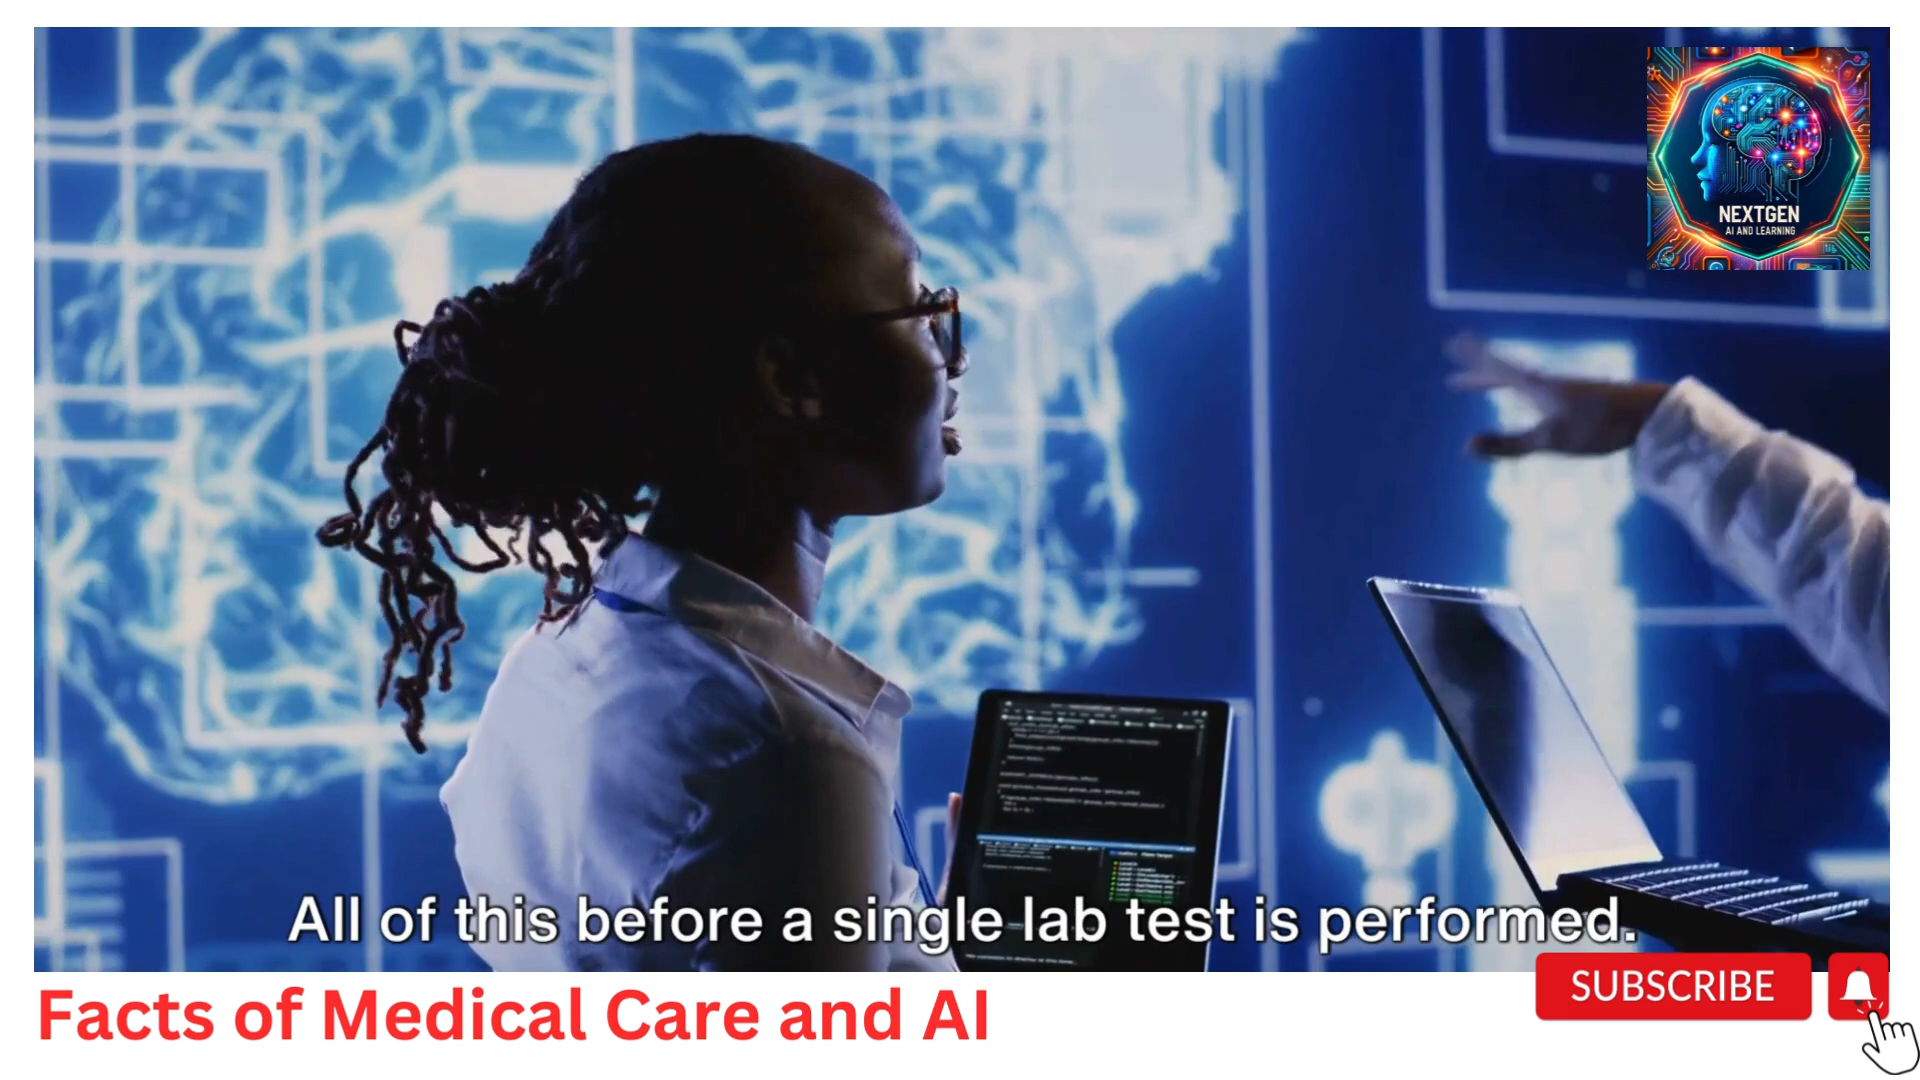 NEXTGEN
AI AND LEARNING
All of this before a single lab test is performed.
SUBSCRIBE
Facts of Medical Care and AI